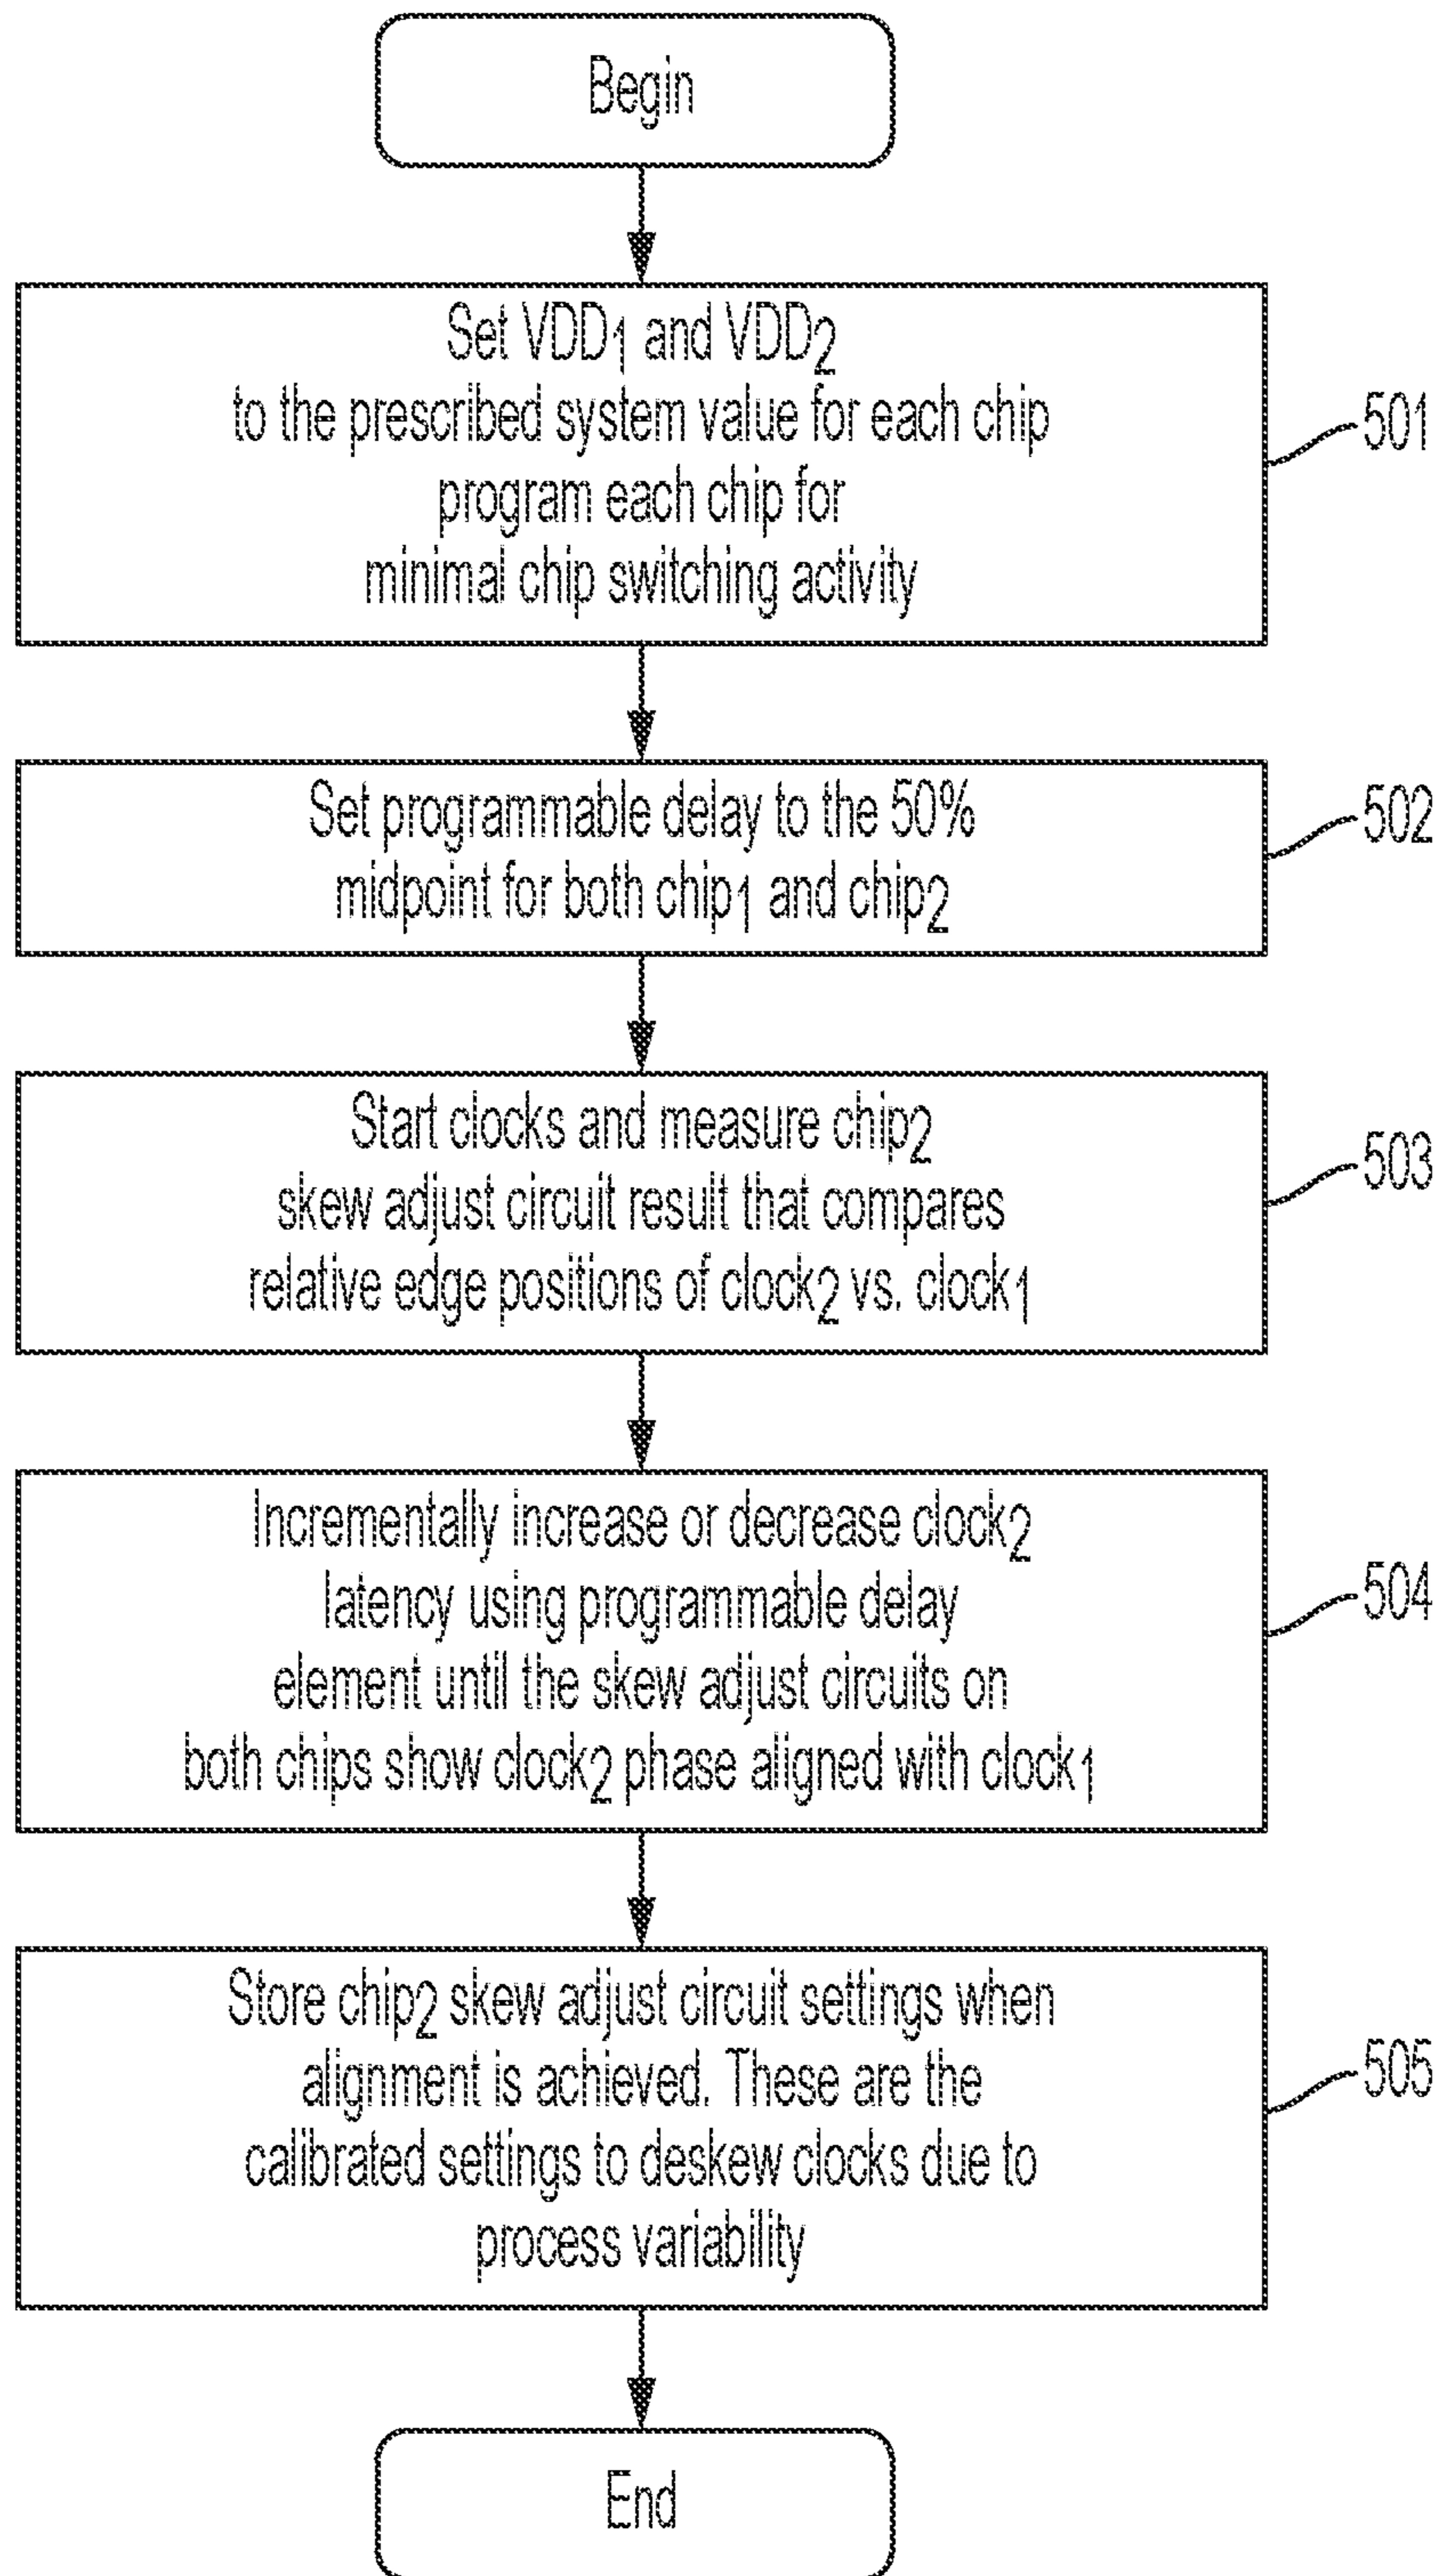 Begin
Set VDD₁ and VDD₂
to the prescribed system value for each chip
program each chip for
minimal chip switching activity
501
Set programmable delay to the 50%
midpoint for both chip₁ and chip₂
502
Start clocks and measure chip₂
skew adjust circuit result that compares
relative edge positions of clock₂ vs. clock₁
503
Incrementally increase or decrease clock₂
latency using programmable delay
element until the skew adjust circuits on
both chips show clock₂ phase aligned with clock₁
504
Store chip₂ skew adjust circuit settings when
alignment is achieved. These are the
calibrated settings to deskew clocks due to
process variability
505
End